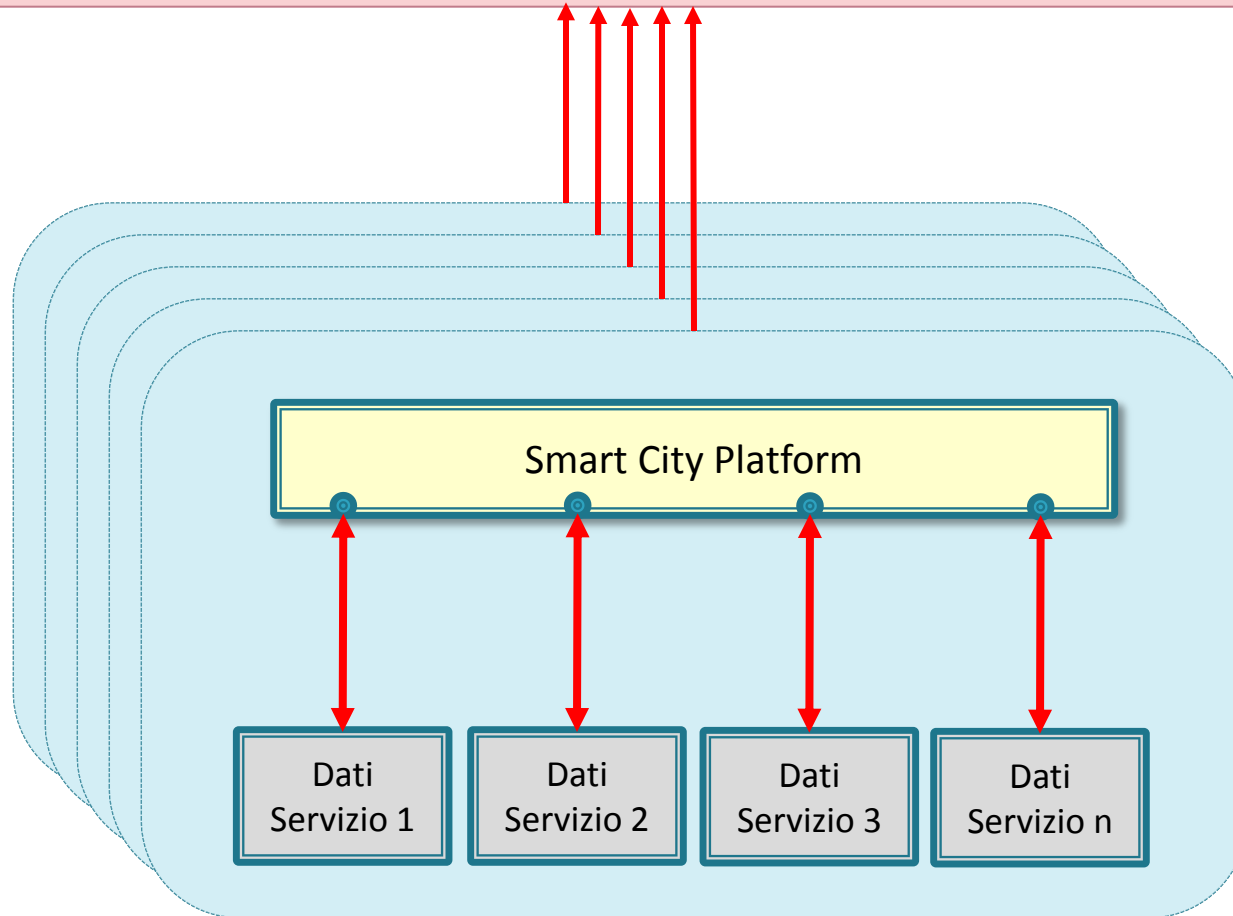 Smart City Platform
Dati
Servizio 1
Dati
Servizio 2
Dati
Servizio 3
Dati
Servizio n